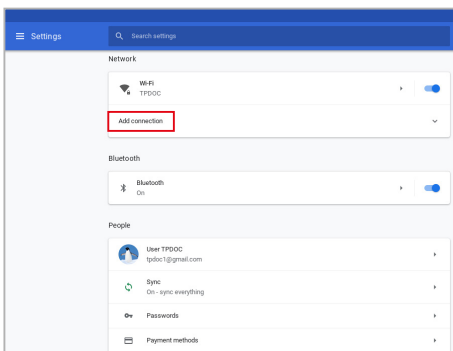 Settings
Search settings
Network
Wi-Fi
TPDOC
Add connection
Bluetooth
Bluetooth
On
People
User TPDOC
tpdoc1@gmail.com
Sync
On - sync everything
Passwords
Payment methods